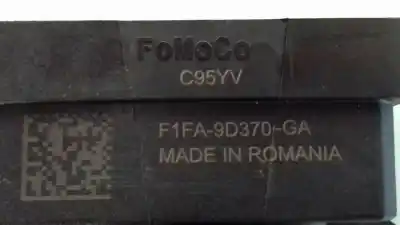 FoMoCo
C95YV
F1FA-9D370-GA
MADE IN ROMANIA